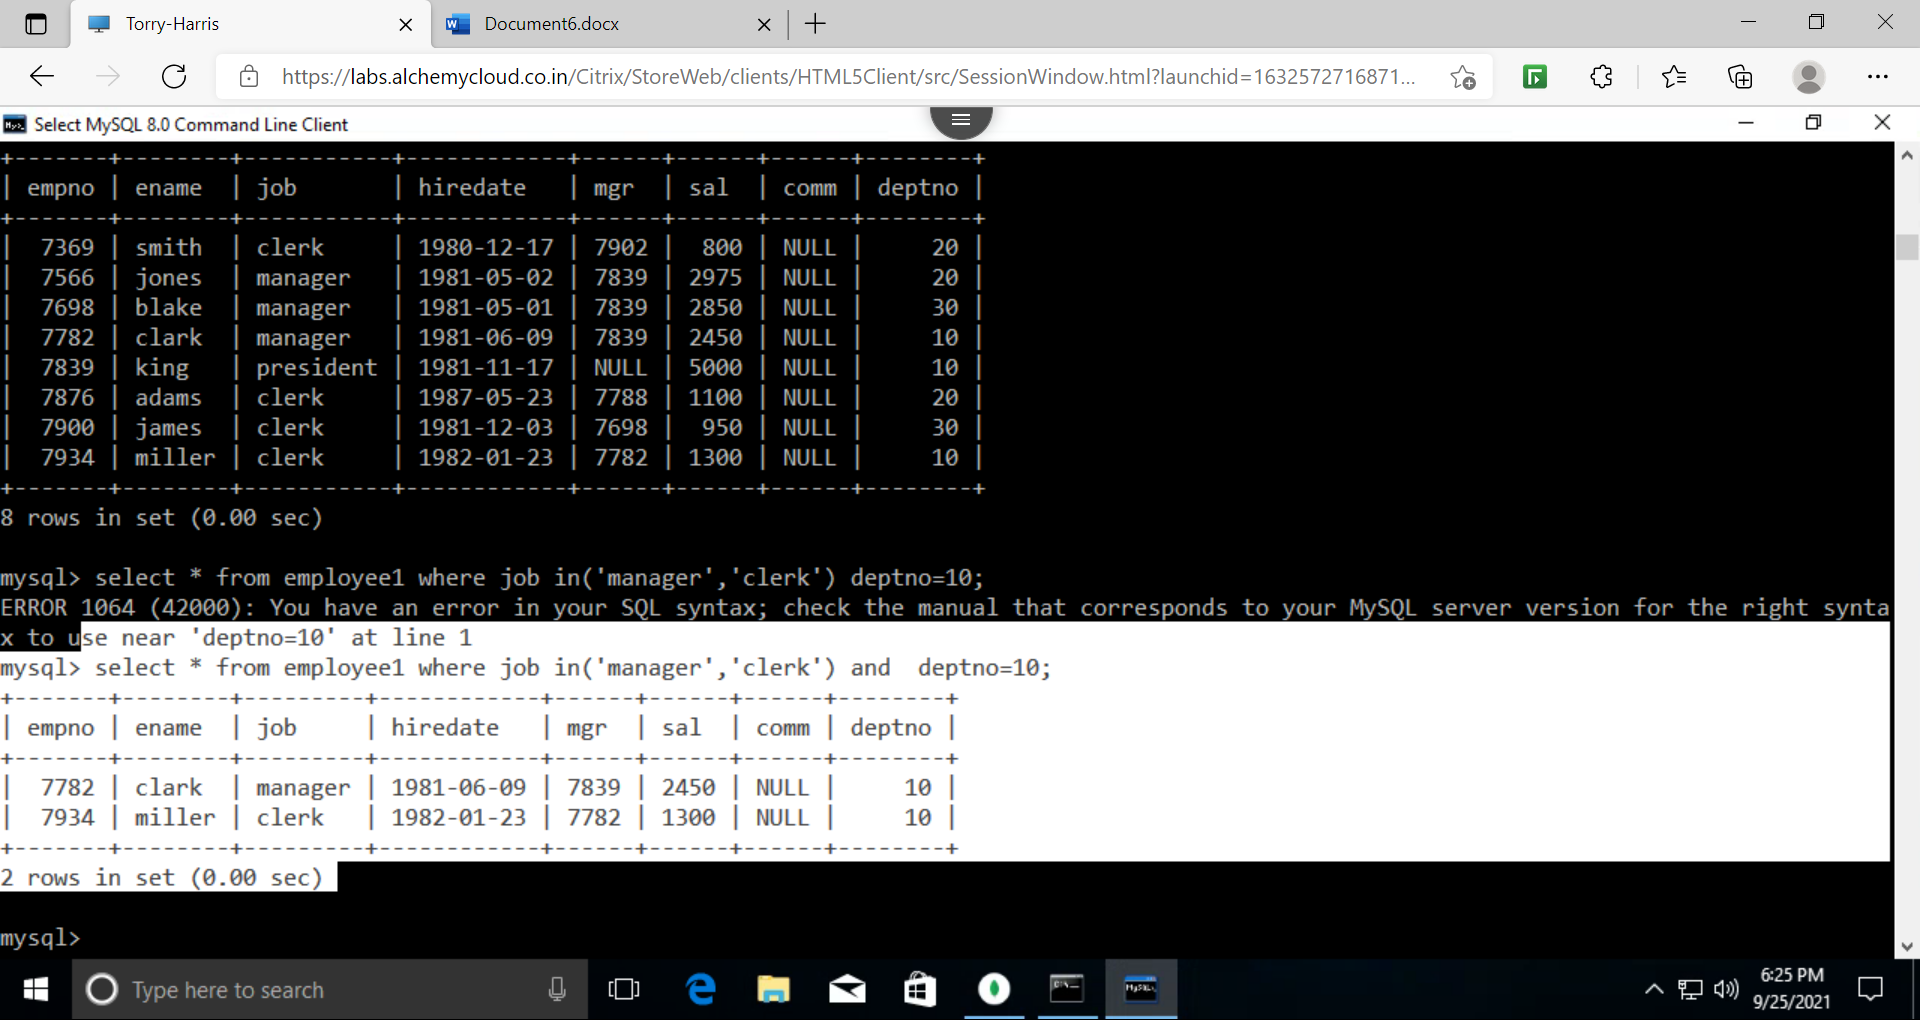 Torry-Harris
Document6.docx
https://labs.alchemycloud.co.in/Citrix/StoreWeb/clients/HTML5Client/src/SessionWindow.html?launchid=1632572716871...
Select MySQL 8.0 Command Line Client
+-------+--------+-----------+------------+------+------+------+--------+
| empno | ename  | job       | hiredate   | mgr  | sal  | comm | deptno |
+-------+--------+-----------+------------+------+------+------+--------+
|  7369 | smith  | clerk     | 1980-12-17 | 7902 |  800 | NULL |     20 |
|  7566 | jones  | manager   | 1981-05-02 | 7839 | 2975 | NULL |     20 |
|  7698 | blake  | manager   | 1981-05-01 | 7839 | 2850 | NULL |     30 |
|  7782 | clark  | manager   | 1981-06-09 | 7839 | 2450 | NULL |     10 |
|  7839 | king   | president | 1981-11-17 | NULL | 5000 | NULL |     10 |
|  7876 | adams  | clerk     | 1987-05-23 | 7788 | 1100 | NULL |     20 |
|  7900 | james  | clerk     | 1981-12-03 | 7698 |  950 | NULL |     30 |
|  7934 | miller | clerk     | 1982-01-23 | 7782 | 1300 | NULL |     10 |
+-------+--------+-----------+------------+------+------+------+--------+
8 rows in set (0.00 sec)
mysql> select * from employee1 where job in('manager','clerk') deptno=10;
ERROR 1064 (42000): You have an error in your SQL syntax; check the manual that corresponds to your MySQL server version for the right synta
x to use near 'deptno=10' at line 1
mysql> select * from employee1 where job in('manager','clerk') and  deptno=10;
+-------+--------+---------+------------+------+------+------+--------+
| empno | ename  | job     | hiredate   | mgr  | sal  | comm | deptno |
+-------+--------+---------+------------+------+------+------+--------+
|  7782 | clark  | manager | 1981-06-09 | 7839 | 2450 | NULL |     10 |
|  7934 | miller | clerk   | 1982-01-23 | 7782 | 1300 | NULL |     10 |
+-------+--------+---------+------------+------+------+------+--------+
2 rows in set (0.00 sec)
mysql>
Type here to search
6:25 PM
9/25/2021